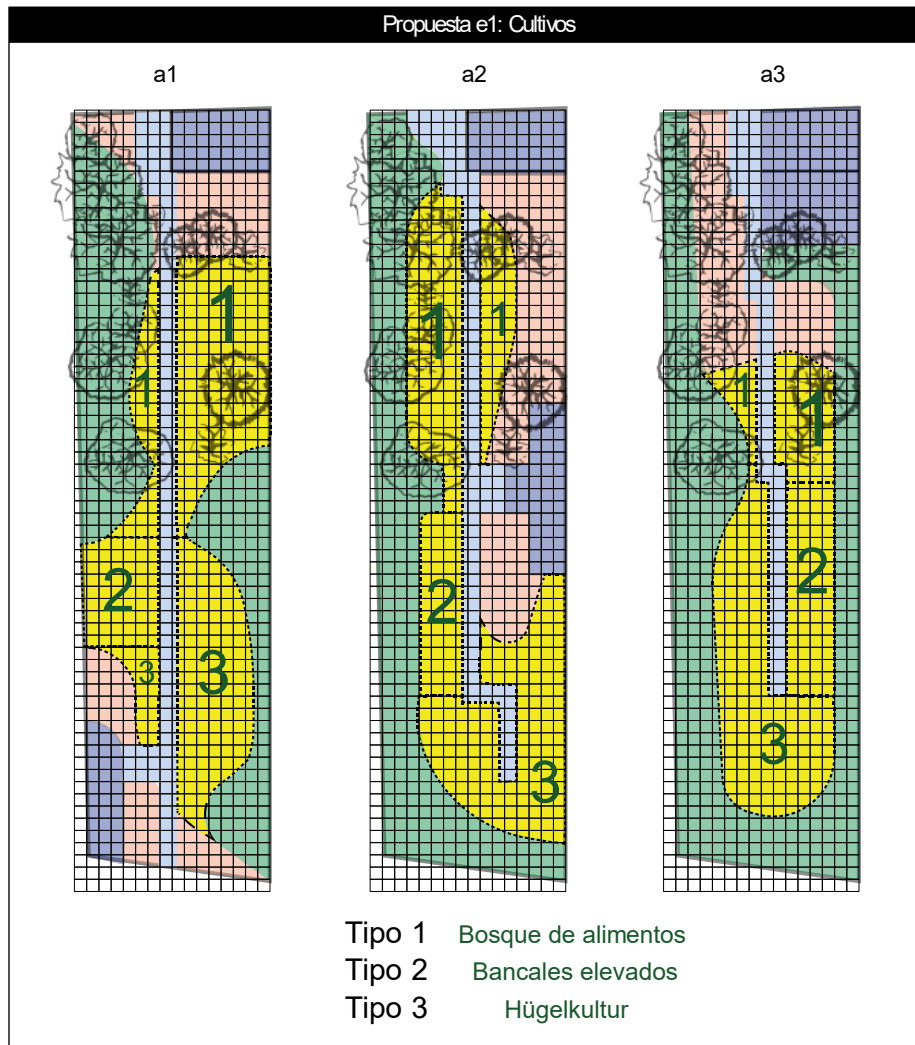 Propuesta e1: Cultivos
a1 a2 a3
1 1 1
1 1 1
2 2 2
3 3 3 3
Tipo 1 Bosque de alimentos
Tipo 2 Bancales elevados
Tipo 3 Hügelkultur